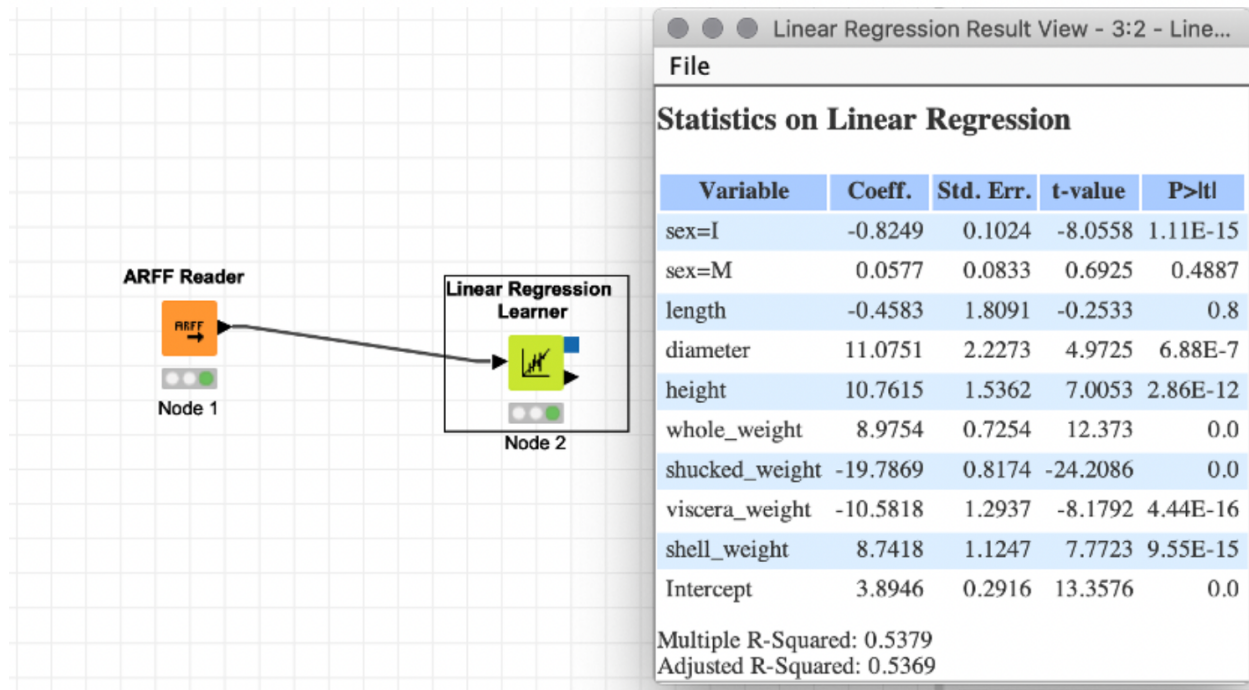 ARFF Reader
ARFF
Node 1
Linear Regression
Learner
Node 2
Linear Regression Result View - 3:2 - Line...
File
Statistics on Linear Regression
Variable Coeff. Std. Err. t-value P>|t|
sex=I -0.8249 0.1024 -8.0558 1.11E-15
sex=M 0.0577 0.0833 0.6925 0.4887
length -0.4583 1.8091 -0.2533 0.8
diameter 11.0751 2.2273 4.9725 6.88E-7
height 10.7615 1.5362 7.0053 2.86E-12
whole_weight 8.9754 0.7254 12.373 0.0
shucked_weight -19.7869 0.8174 -24.2086 0.0
viscera_weight -10.5818 1.2937 -8.1792 4.44E-16
shell_weight 8.7418 1.1247 7.7723 9.55E-15
Intercept 3.8946 0.2916 13.3576 0.0
Multiple R-Squared: 0.5379
Adjusted R-Squared: 0.5369